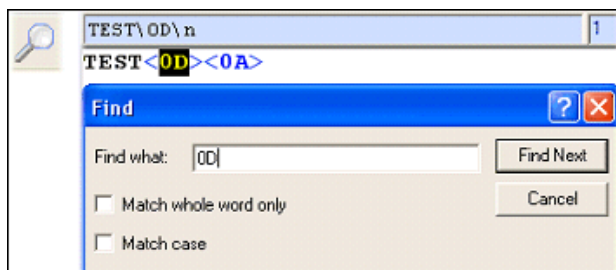 TEST\0D\n 1
TEST<0D><0A>
Find
Find what: 0D Find Next
Match whole word only Cancel
Match case